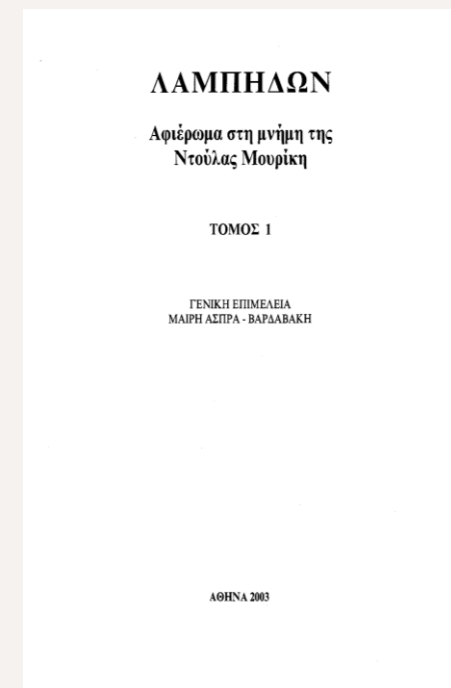 ΛΑΜΠΗΔΩΝ
Αφιέρωμα στη μνήμη της
Ντούλας Μουρίκη
ΤΟΜΟΣ 1
ΓΕΝΙΚΗ ΕΠΙΜΕΛΕΙΑ
ΜΑΙΡΗ ΑΣΠΡΑ - ΒΑΡΔΑΒΑΚΗ
ΑΘΗΝΑ 2003